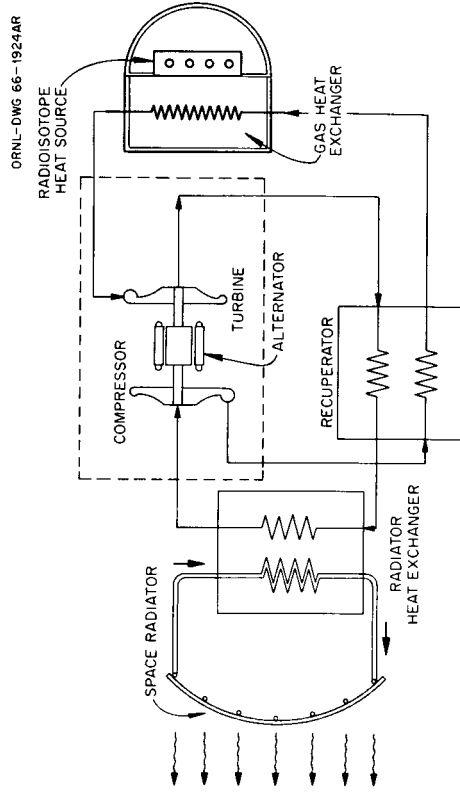 ORNL-DWG 66-1924AR
RADIOISOTOPE
HEAT SOURCE
GAS HEAT
EXCHANGER
COMPRESSOR
TURBINE
ALTERNATOR
RECUPERATOR
SPACE RADIATOR
RADIATOR
HEAT EXCHANGER